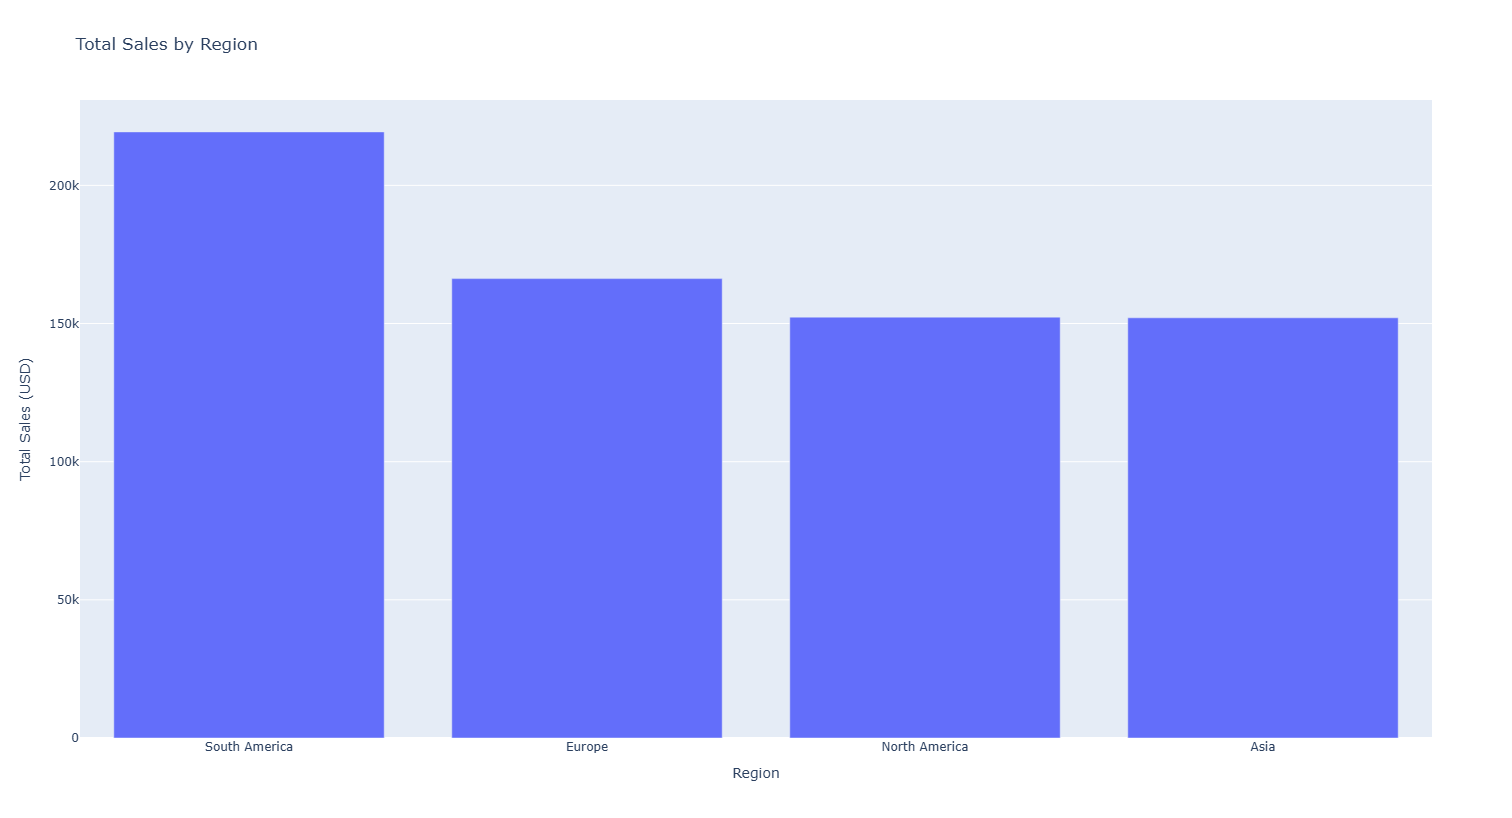 Total Sales by Region
Total Sales (USD)
200k
150k
100k
50k
0
South America
Europe
North America
Asia
Region